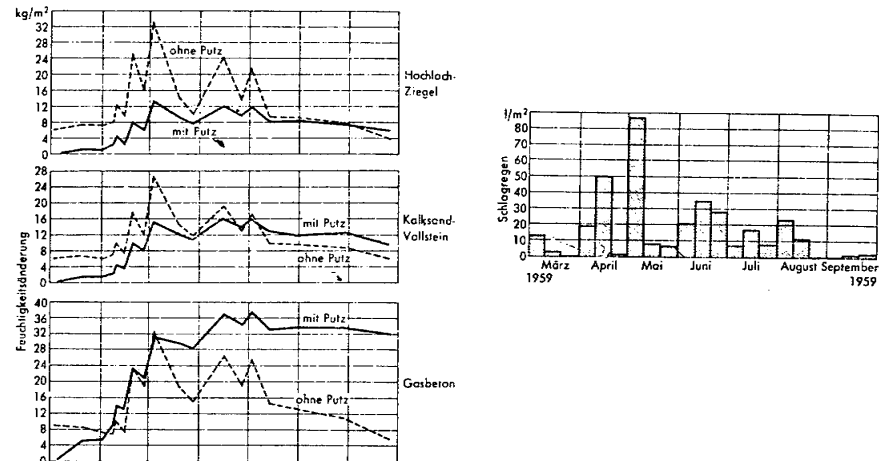 kg/m²
32
28
24
20
16
12
8
4
0
ohne Putz
mit Putz
Hochloch-
Ziegel
28
24
20
16
12
8
4
0
mit Putz
ohne Putz
Kalksand-
Vollstein
Feuchtigkeitsänderung
40
36
32
28
24
20
16
12
8
4
0
mit Putz
ohne Putz
Gasbeton
l/m²
80
70
60
50
40
30
20
10
0
Schlagregen
März April Mai Juni Juli August September
1959 1959